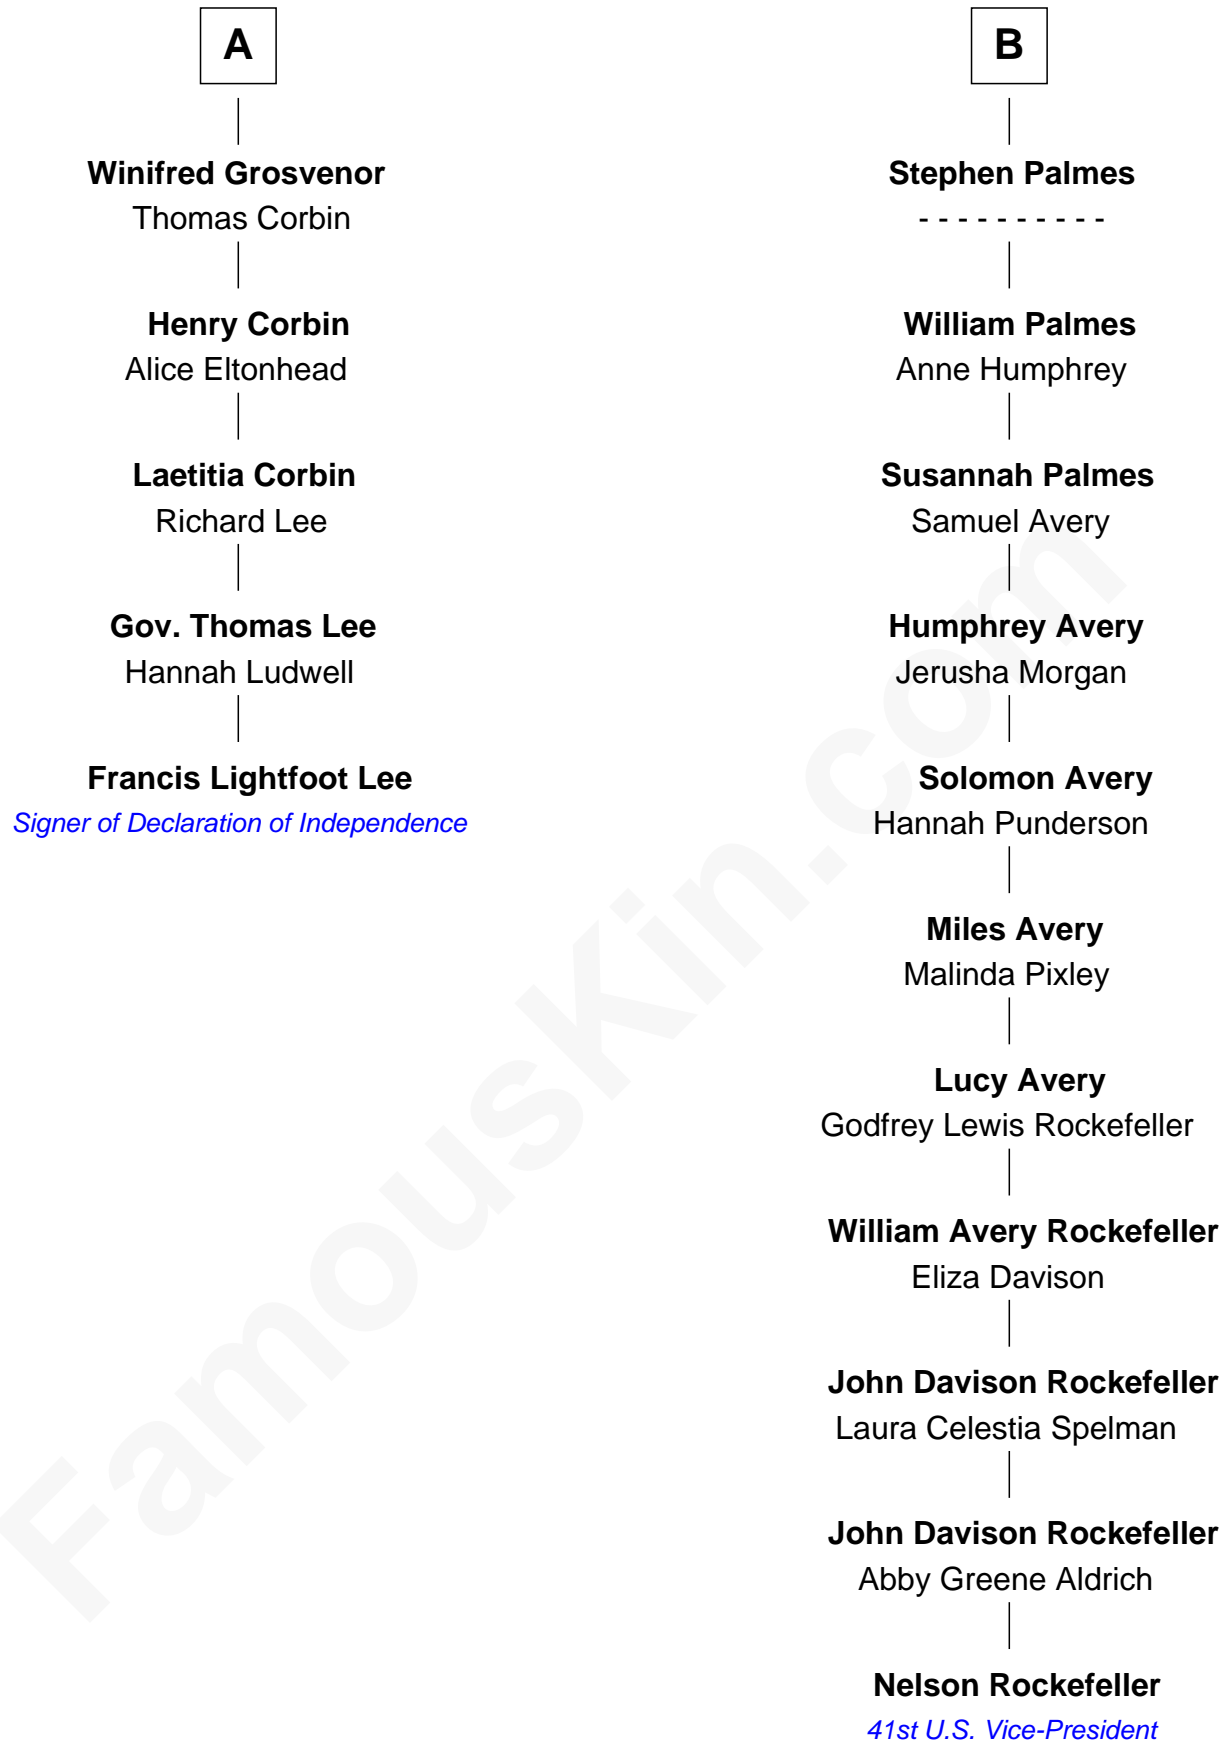 A
Winifred Grosvenor
Thomas Corbin
Henry Corbin
Alice Eltonhead
Laetitia Corbin
Richard Lee
Gov. Thomas Lee
Hannah Ludwell
Francis Lightfoot Lee
Signer of Declaration of Independence
B
Stephen Palmes
- - - - - - - - - -
William Palmes
Anne Humphrey
Susannah Palmes
Samuel Avery
Humphrey Avery
Jerusha Morgan
Solomon Avery
Hannah Punderson
Miles Avery
Malinda Pixley
Lucy Avery
Godfrey Lewis Rockefeller
William Avery Rockefeller
Eliza Davison
John Davison Rockefeller
Laura Celestia Spelman
John Davison Rockefeller
Abby Greene Aldrich
Nelson Rockefeller
41st U.S. Vice-President
FamousKin.com